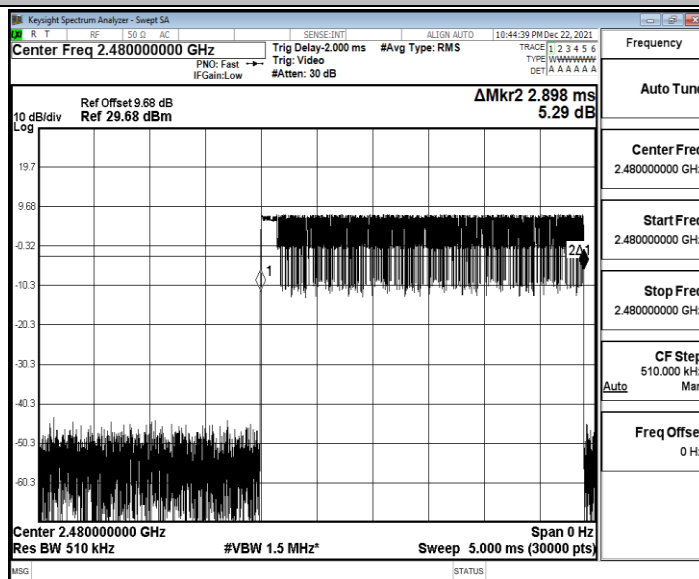 Keysight Spectrum Analyzer - Swept SA
R T RF 50 Ω AC SENSE:INT ALIGN AUTO 10:44:39 PM Dec 22, 2021
Center Freq 2.480000000 GHz
PNO: Fast
IFGain:Low
Trig Delay-2.000 ms
Trig: Video
#Atten: 30 dB
#Avg Type: RMS
TRACE 1 2 3 4 5 6
TYPE WWWWWW
DET A A A A A A
Frequency
Ref Offset 9.68 dB
10 dB/div Ref 29.68 dBm
Log
ΔMkr2 2.898 ms
5.29 dB
19.7
9.68
-0.32
-10.3
-20.3
-30.3
-40.3
-50.3
-60.3
1
2Δ1
Center 2.480000000 GHz Span 0 Hz
Res BW 510 kHz #VBW 1.5 MHz* Sweep 5.000 ms (30000 pts)
MSG STATUS
Auto Tune
Center Freq
2.480000000 GHz
Start Freq
2.480000000 GHz
Stop Freq
2.480000000 GHz
CF Step
510.000 kHz
Auto Man
Freq Offset
0 Hz